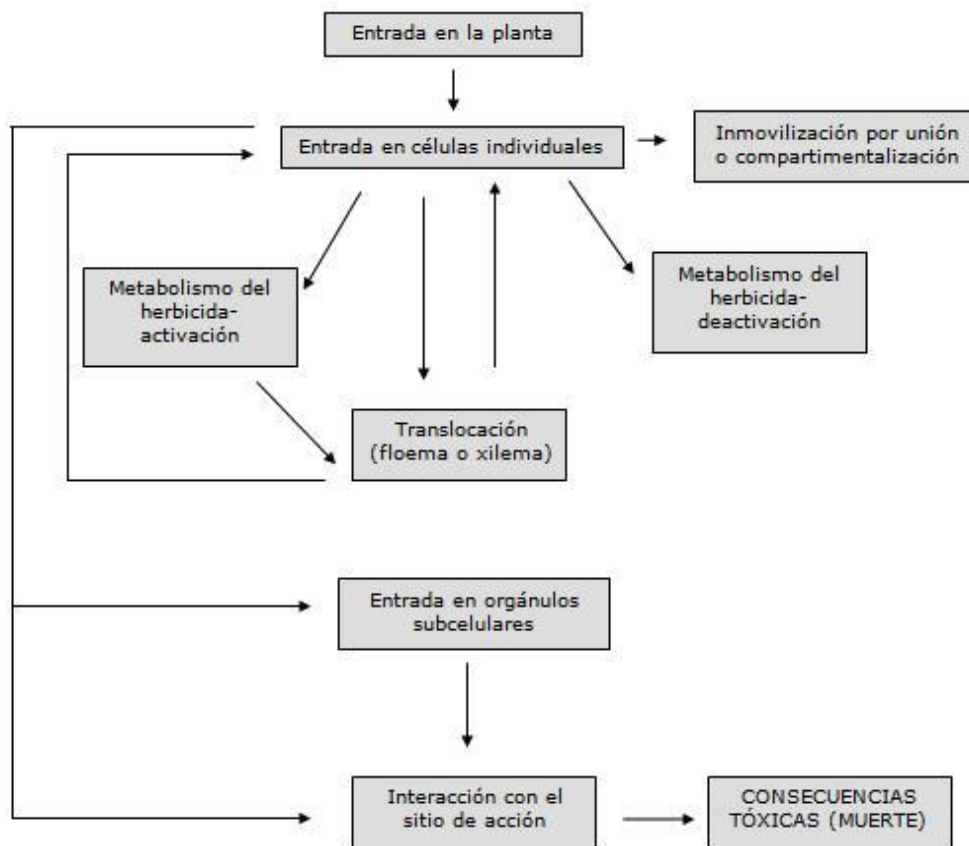 Entrada en la planta
Entrada en células individuales
Inmovilización por unión
o compartimentalización
Metabolismo del
herbicida-
activación
Metabolismo del
herbicida-
deactivación
Translocación
(floema o xilema)
Entrada en orgánulos
subcelulares
Interacción con el
sitio de acción
CONSECUENCIAS
TÓXICAS (MUERTE)